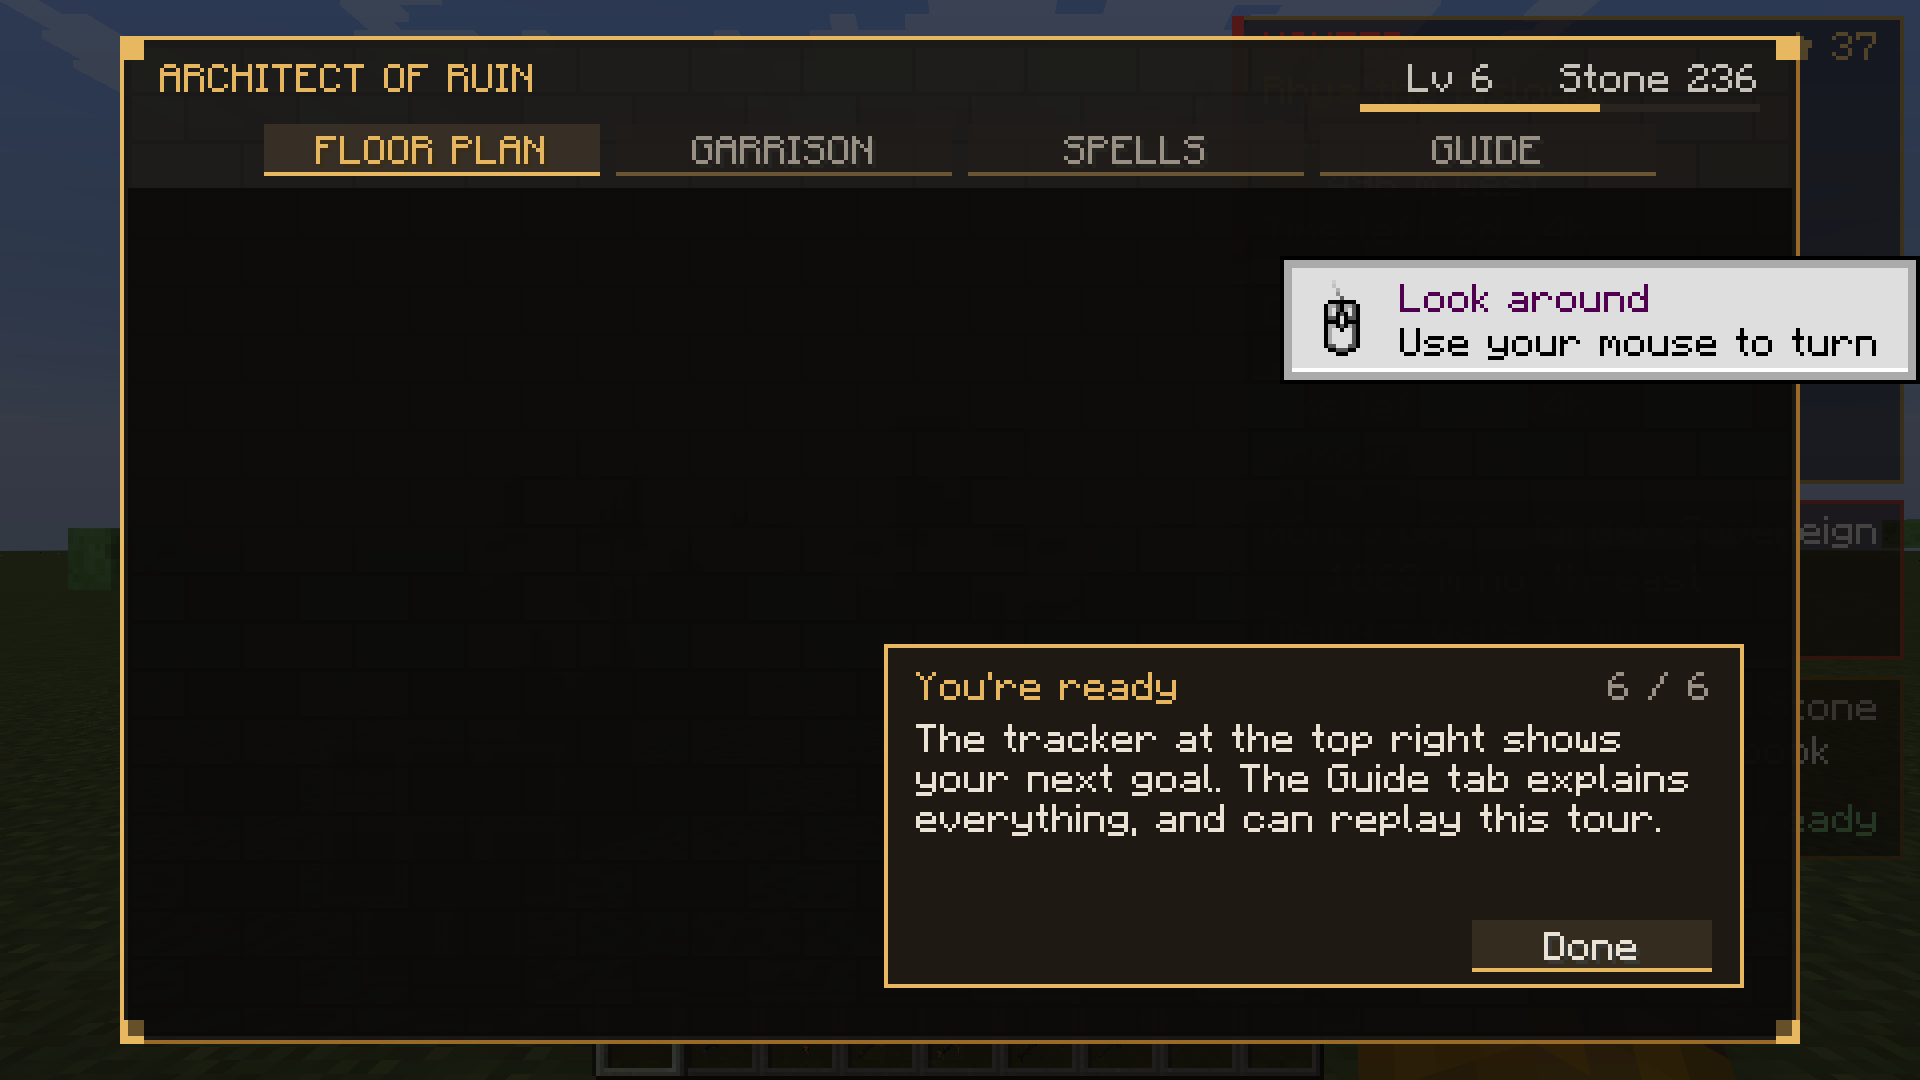 37
ARCHITECT OF RUIN
Lv 6 Stone 236
FLOOR PLAN GARRISON SPELLS GUIDE
Look around
Use your mouse to turn
You're ready 6 / 6
The tracker at the top right shows
your next goal. The Guide tab explains
everything, and can replay this tour.
Done